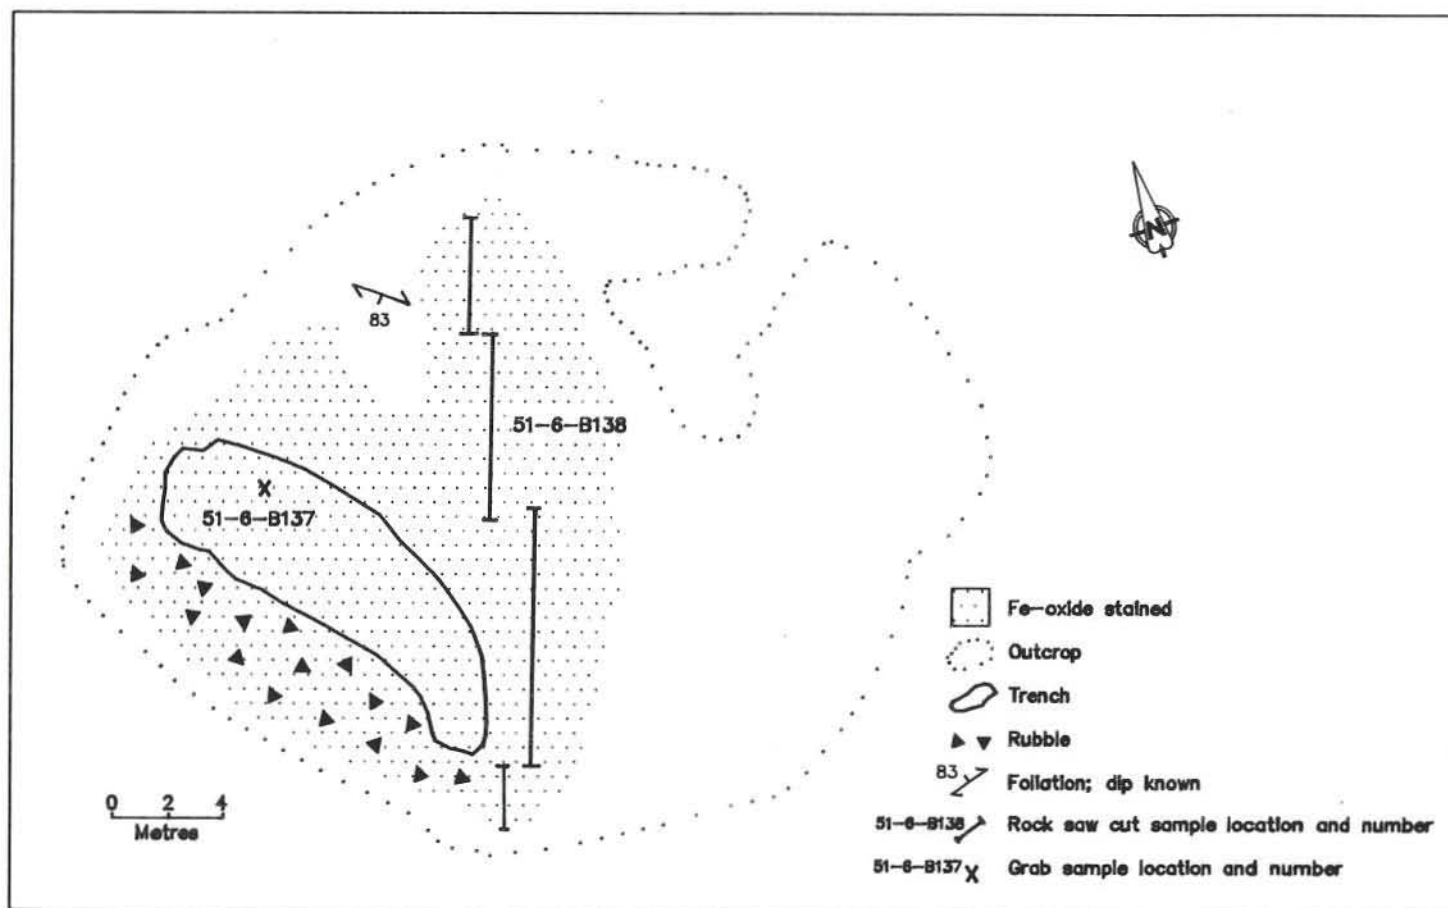 N
83
51-6-B138
51-6-B137
Fe-oxide stained
Outcrop
Trench
Rubble
83 Foliation; dip known
0 2 4
Metres
51-6-B138 Rock saw cut sample location and number
51-6-B137 X Grab sample location and number